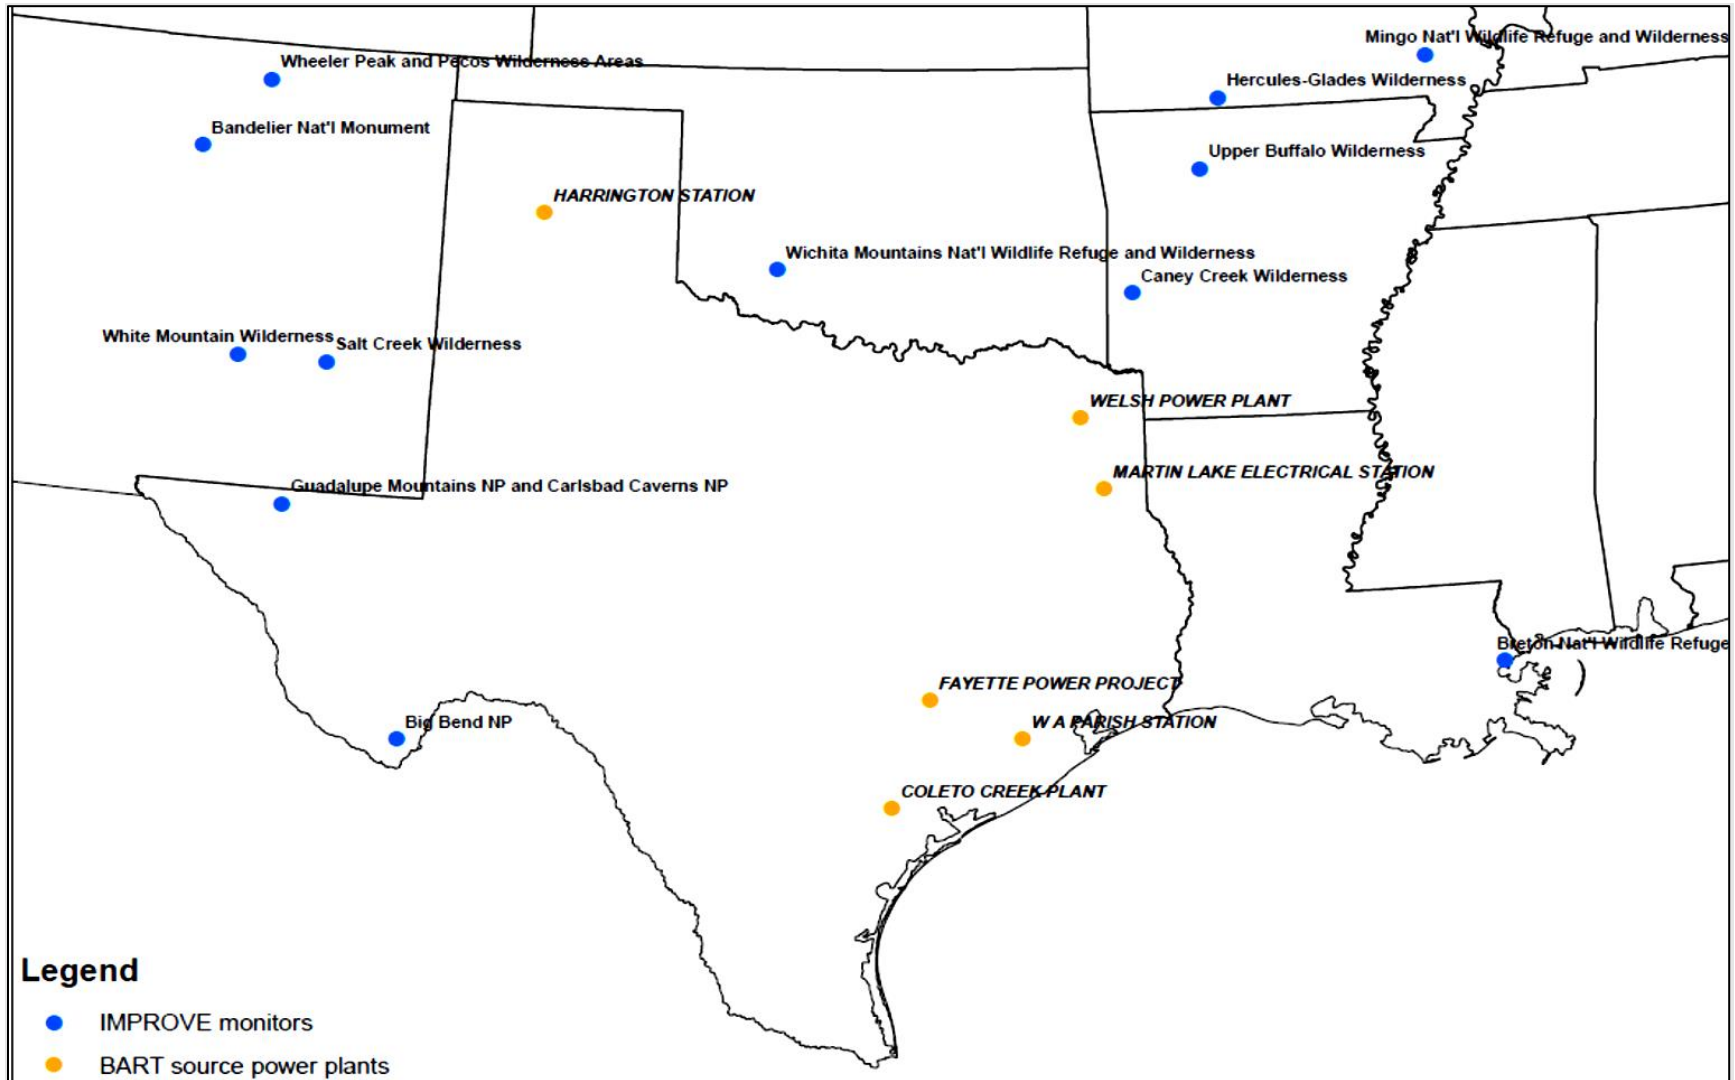 Mingo Nat'l Wildlife Refuge and Wilderness
Wheeler Peak and Pecos Wilderness Areas
Hercules-Glades Wilderness
Bandelier Nat'l Monument
Upper Buffalo Wilderness
HARRINGTON STATION
Wichita Mountains Nat'l Wildlife Refuge and Wilderness
Caney Creek Wilderness
White Mountain Wilderness
Salt Creek Wilderness
WELSH POWER PLANT
MARTIN LAKE ELECTRICAL STATION
Guadalupe Mountains NP and Carlsbad Caverns NP
Breton Nat'l Wildlife Refuge
FAYETTE POWER PROJECT
Big Bend NP
W A PARISH STATION
COLETO CREEK PLANT
Legend
IMPROVE monitors
BART source power plants